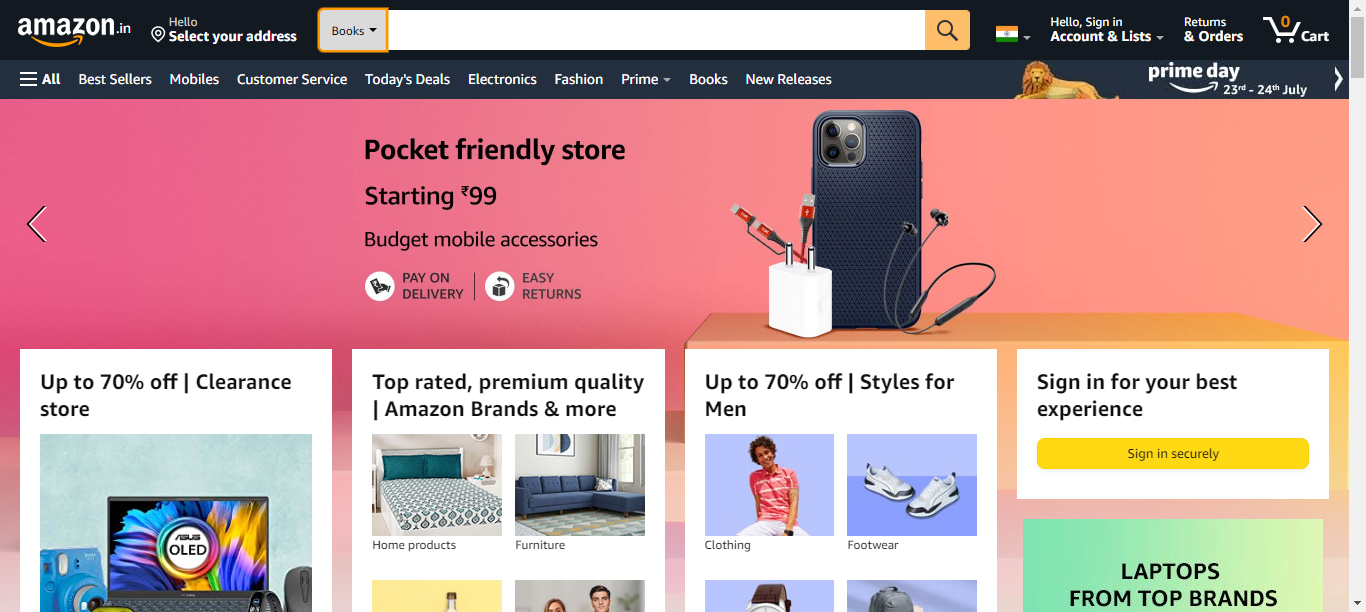 amazon.in
Hello
Select your address
Books
Hello, Sign in
Account & Lists
Returns
& Orders
0
Cart
All
Best Sellers
Mobiles
Customer Service
Today's Deals
Electronics
Fashion
Prime
Books
New Releases
prime day
23rd - 24th July
Pocket friendly store
Starting ₹99
Budget mobile accessories
PAY ON
DELIVERY
EASY
RETURNS
Up to 70% off | Clearance
store
Top rated, premium quality
| Amazon Brands & more
Up to 70% off | Styles for
Men
Sign in for your best
experience
Sign in securely
ASUS
OLED
Home products
Furniture
Clothing
Footwear
LAPTOPS
FROM TOP BRANDS